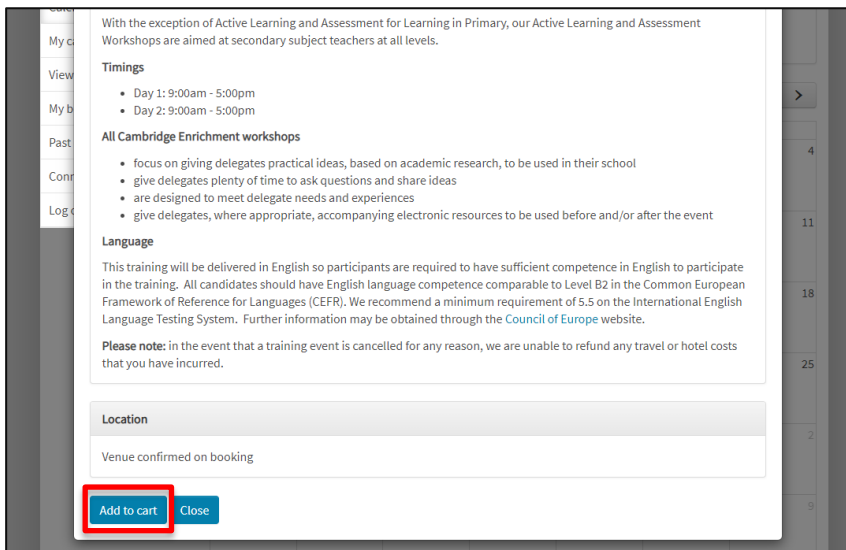 With the exception of Active Learning and Assessment for Learning in Primary, our Active Learning and Assessment
Workshops are aimed at secondary subject teachers at all levels.
My c
Timings
View
• Day 1: 9:00am - 5:00pm
• Day 2: 9:00am - 5:00pm
>
My b
All Cambridge Enrichment workshops
Past
4
• focus on giving delegates practical ideas, based on academic research, to be used in their school
Conn
• give delegates plenty of time to ask questions and share ideas
• are designed to meet delegate needs and experiences
Log o
• give delegates, where appropriate, accompanying electronic resources to be used before and/or after the event
11
Language
This training will be delivered in English so participants are required to have sufficient competence in English to participate
in the training. All candidates should have English language competence comparable to Level B2 in the Common European
Framework of Reference for Languages (CEFR). We recommend a minimum requirement of 5.5 on the International English
18
Language Testing System. Further information may be obtained through the Council of Europe website.
Please note: in the event that a training event is cancelled for any reason, we are unable to refund any travel or hotel costs
that you have incurred.
25
Location
2
Venue confirmed on booking
Add to cart
Close
9